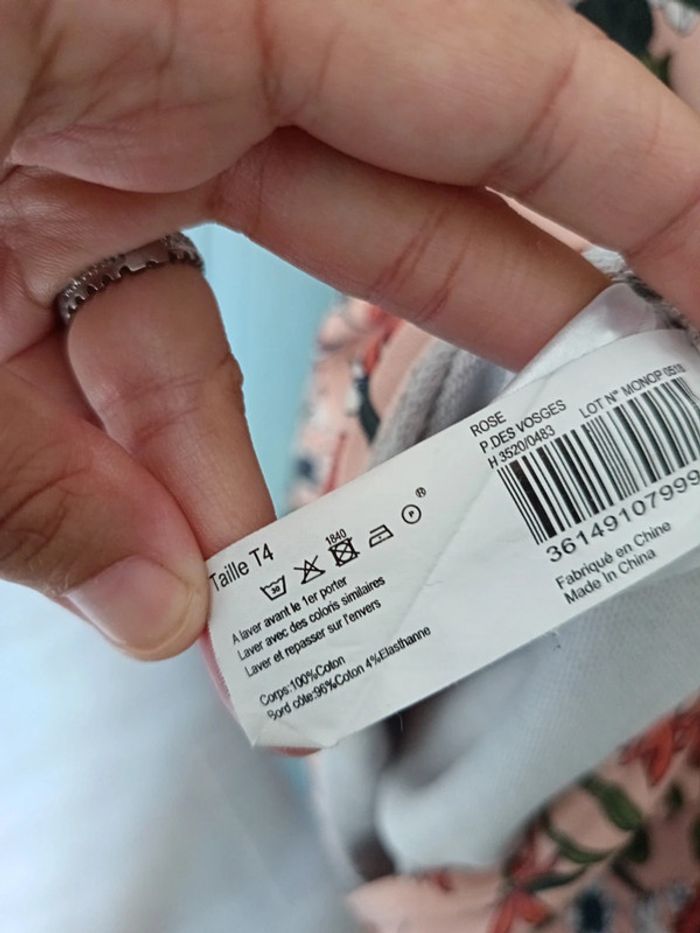 Taille T4
30
1840
P
®
A laver avant le 1er porter
Laver avec des coloris similaires
Laver et repasser sur l'envers
Corps:100%Coton
Bord côte:96%Coton 4%Elasthanne
ROSE
P.DES VOSGES
H 3520/0483
LOT N° MONOP 0518
36149107999
Fabriqué en Chine
Made In China